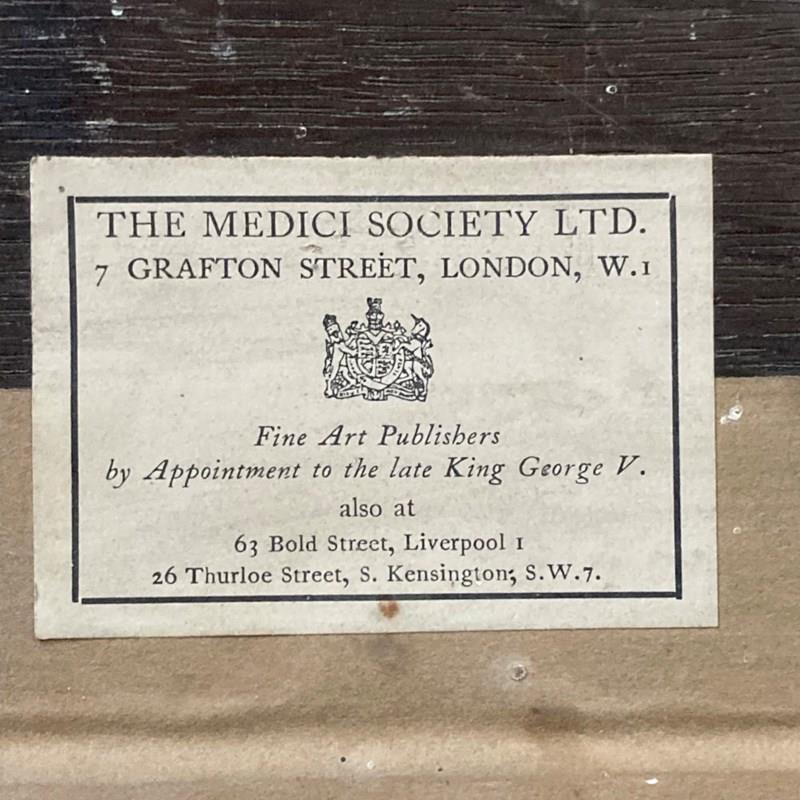 THE MEDICI SOCIETY LTD.
7 GRAFTON STREET, LONDON, W.1
Fine Art Publishers
by Appointment to the late King George V.
also at
63 Bold Street, Liverpool 1
26 Thurloe Street, S. Kensington, S.W.7.